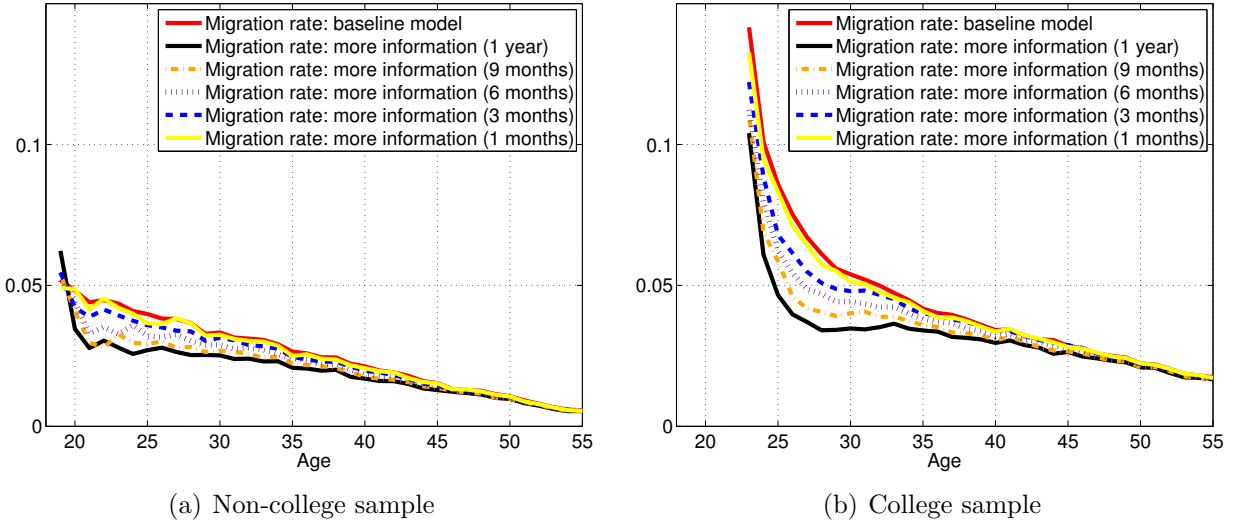 Migration rate: baseline model
Migration rate: more information (1 year)
Migration rate: more information (9 months)
Migration rate: more information (6 months)
Migration rate: more information (3 months)
Migration rate: more information (1 months)
0.1
0.05
0
20 25 30 35 40 45 50 55
Age
(a) Non-college sample
Migration rate: baseline model
Migration rate: more information (1 year)
Migration rate: more information (9 months)
Migration rate: more information (6 months)
Migration rate: more information (3 months)
Migration rate: more information (1 months)
0.1
0.05
0
20 25 30 35 40 45 50 55
Age
(b) College sample